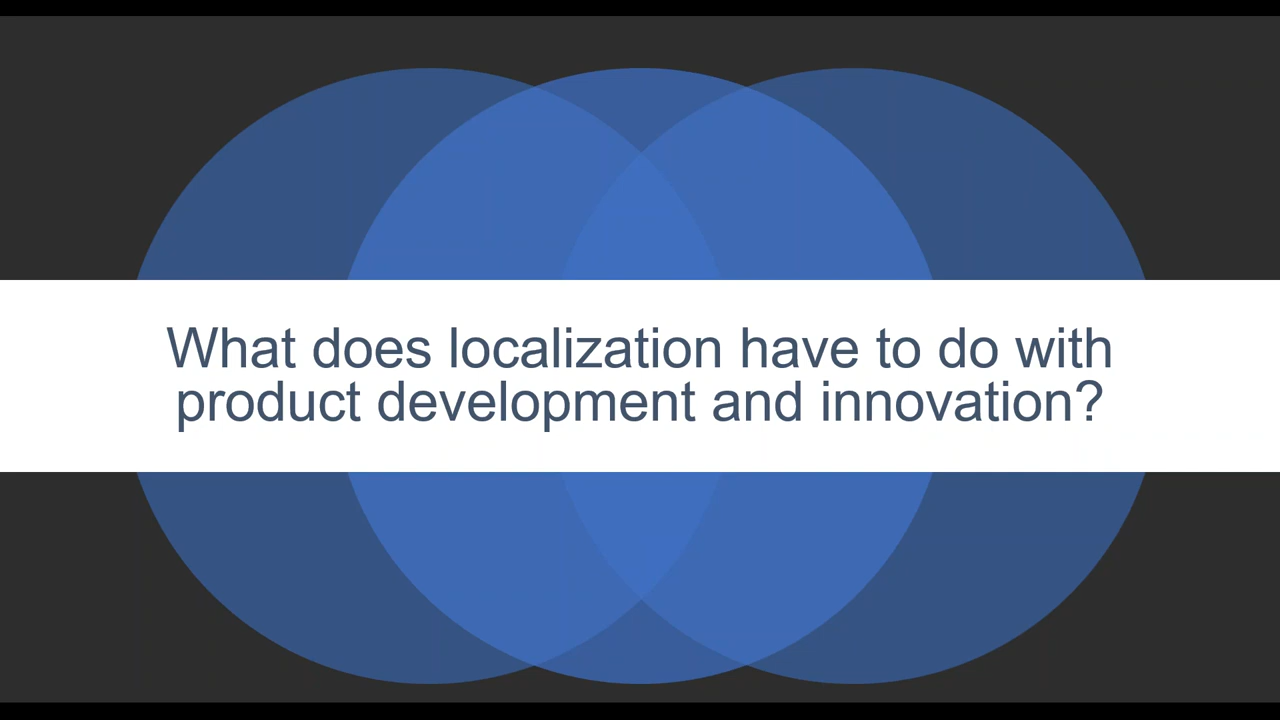 What does localization have to do with
product development and innovation?